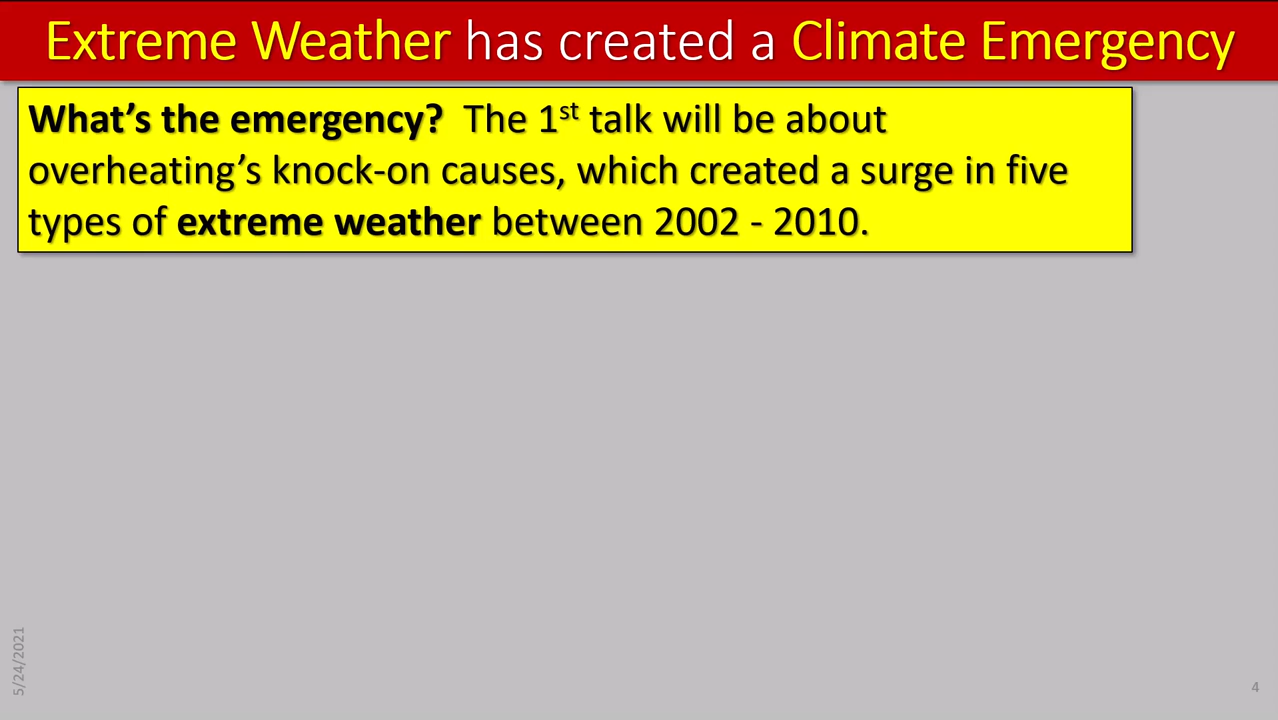 Extreme Weather has created a Climate Emergency
What’s the emergency?  The 1st talk will be about
overheating’s knock-on causes, which created a surge in five
types of extreme weather between 2002 - 2010.
5/24/2021
4